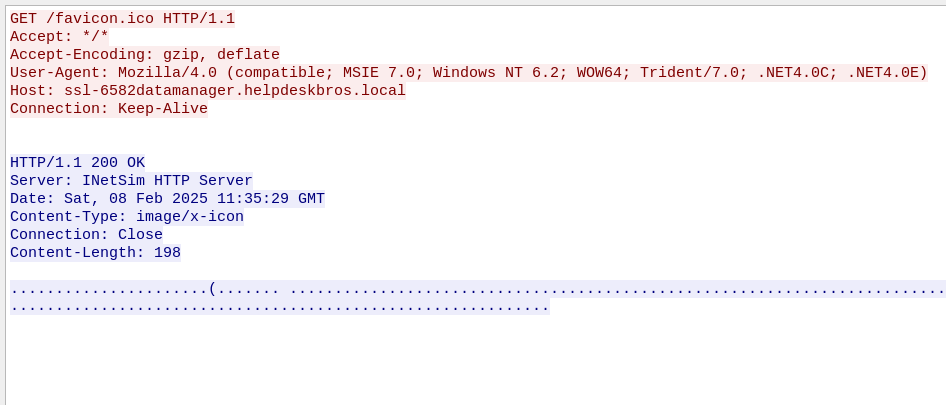 GET /favicon.ico HTTP/1.1
Accept: */*
Accept-Encoding: gzip, deflate
User-Agent: Mozilla/4.0 (compatible; MSIE 7.0; Windows NT 6.2; WOW64; Trident/7.0; .NET4.0C; .NET4.0E)
Host: ssl-6582datamanager.helpdeskbros.local
Connection: Keep-Alive
HTTP/1.1 200 OK
Server: INetSim HTTP Server
Date: Sat, 08 Feb 2025 11:35:29 GMT
Content-Type: image/x-icon
Connection: Close
Content-Length: 198
......................(....... .........................................................................
............................................................